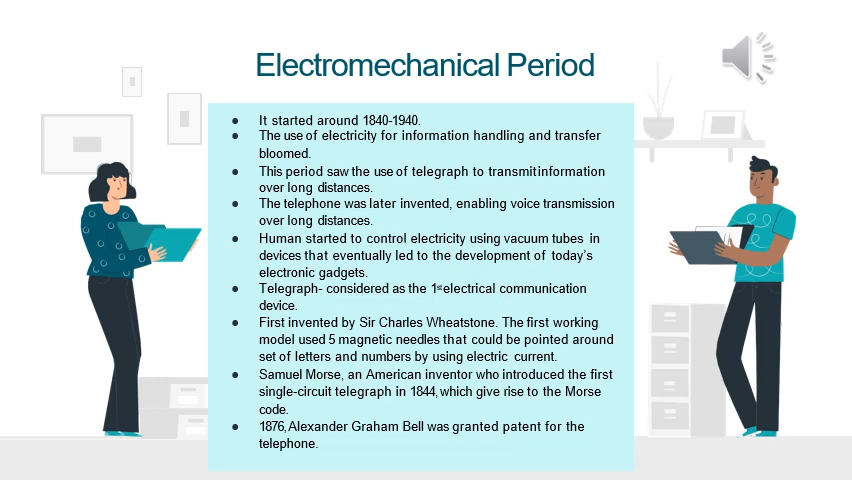 Electromechanical Period
● It started around 1840-1940.
● The use of electricity for information handling and transfer
bloomed.
● This period saw the use of telegraph to transmit information
over long distances.
● The telephone was later invented, enabling voice transmission
over long distances.
● Human started to control electricity using vacuum tubes in
devices that eventually led to the development of today's
electronic gadgets.
● Telegraph- considered as the 1st electrical communication
device.
● First invented by Sir Charles Wheatstone. The first working
model used 5 magnetic needles that could be pointed around
set of letters and numbers by using electric current.
● Samuel Morse, an American inventor who introduced the first
single-circuit telegraph in 1844, which give rise to the Morse
code.
● 1876, Alexander Graham Bell was granted patent for the
telephone.